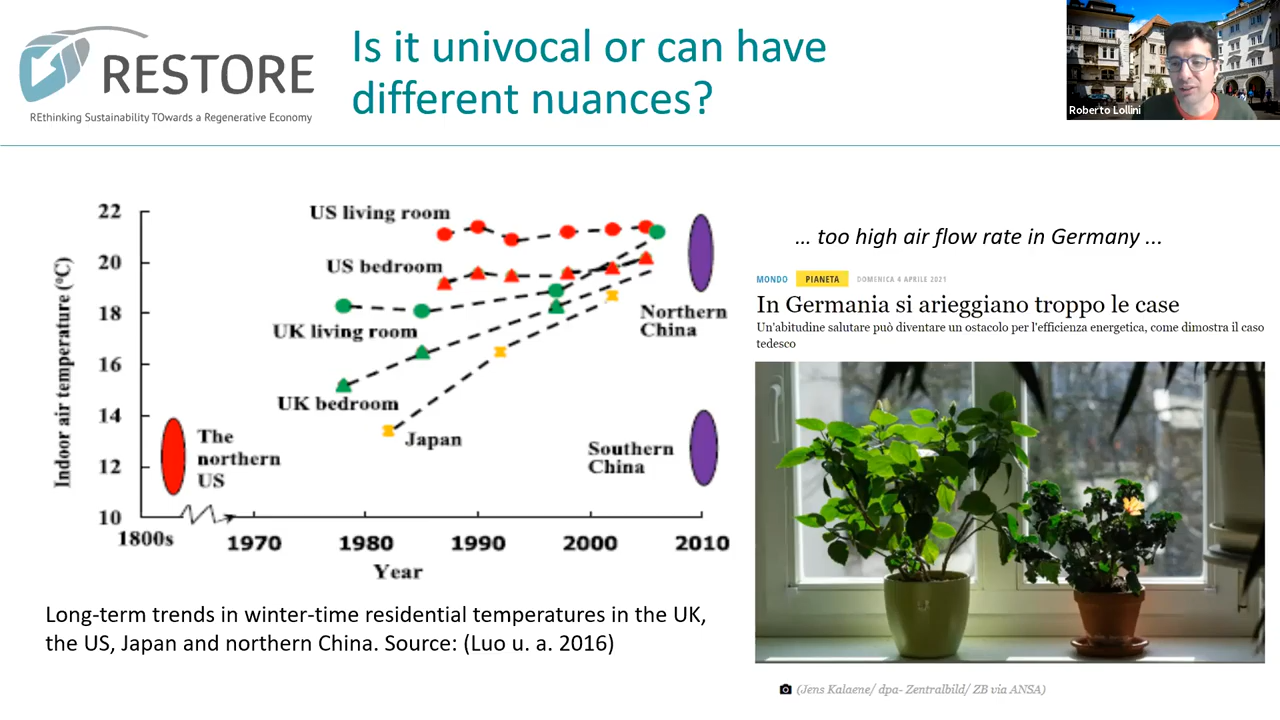 RESTORE
REthinking Sustainability TOwards a Regenerative Economy
Is it univocal or can have
different nuances?
Roberto Lollini
22
20
18
16
14
12
10
Indoor air temperature (°C)
US living room
US bedroom
UK living room
UK bedroom
Japan
The
northern
US
Northern
China
Southern
China
1800s
1970
1980
1990
2000
2010
Year
Long-term trends in winter-time residential temperatures in the UK,
the US, Japan and northern China. Source: (Luo u. a. 2016)
... too high air flow rate in Germany ...
MONDO PIANETA DOMENICA 4 APRILE 2021
In Germania si arieggiano troppo le case
Un'abitudine salutare può diventare un ostacolo per l'efficienza energetica, come dimostra il caso
tedesco
(Jens Kalaene/ dpa- Zentralbild/ ZB via ANSA)